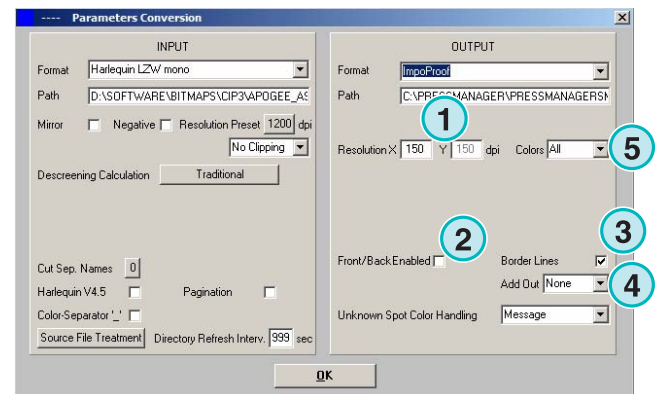 ---- Parameters Conversion
INPUT
Format Harlequin LZW mono
Path D:\SOFTWARE\BITMAPS\CIP3\APOGEE_AS
Mirror Negative Resolution Preset 1200 dpi
No Clipping
Descreening Calculation Traditional
Cut Sep. Names 0
Harlequin V4.5 Pagination
Color-Separator '_'
Source File Treatment Directory Refresh Interv. 999 sec
OUTPUT
Format ImpoProof
Path C:\PRESSMANAGER\PRESSMANAGERSM
1
Resolution X 150 Y 150 dpi Colors All 5
2 3
Front/Back Enabled Border Lines
Add Out None 4
Unknown Spot Color Handling Message
OK